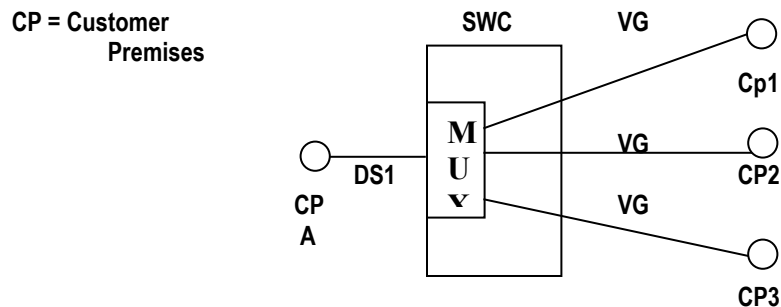 CP = Customer
Premises
SWC
VG
Cp1
M
U
X
DS1
VG
CP2
CP
A
VG
CP3